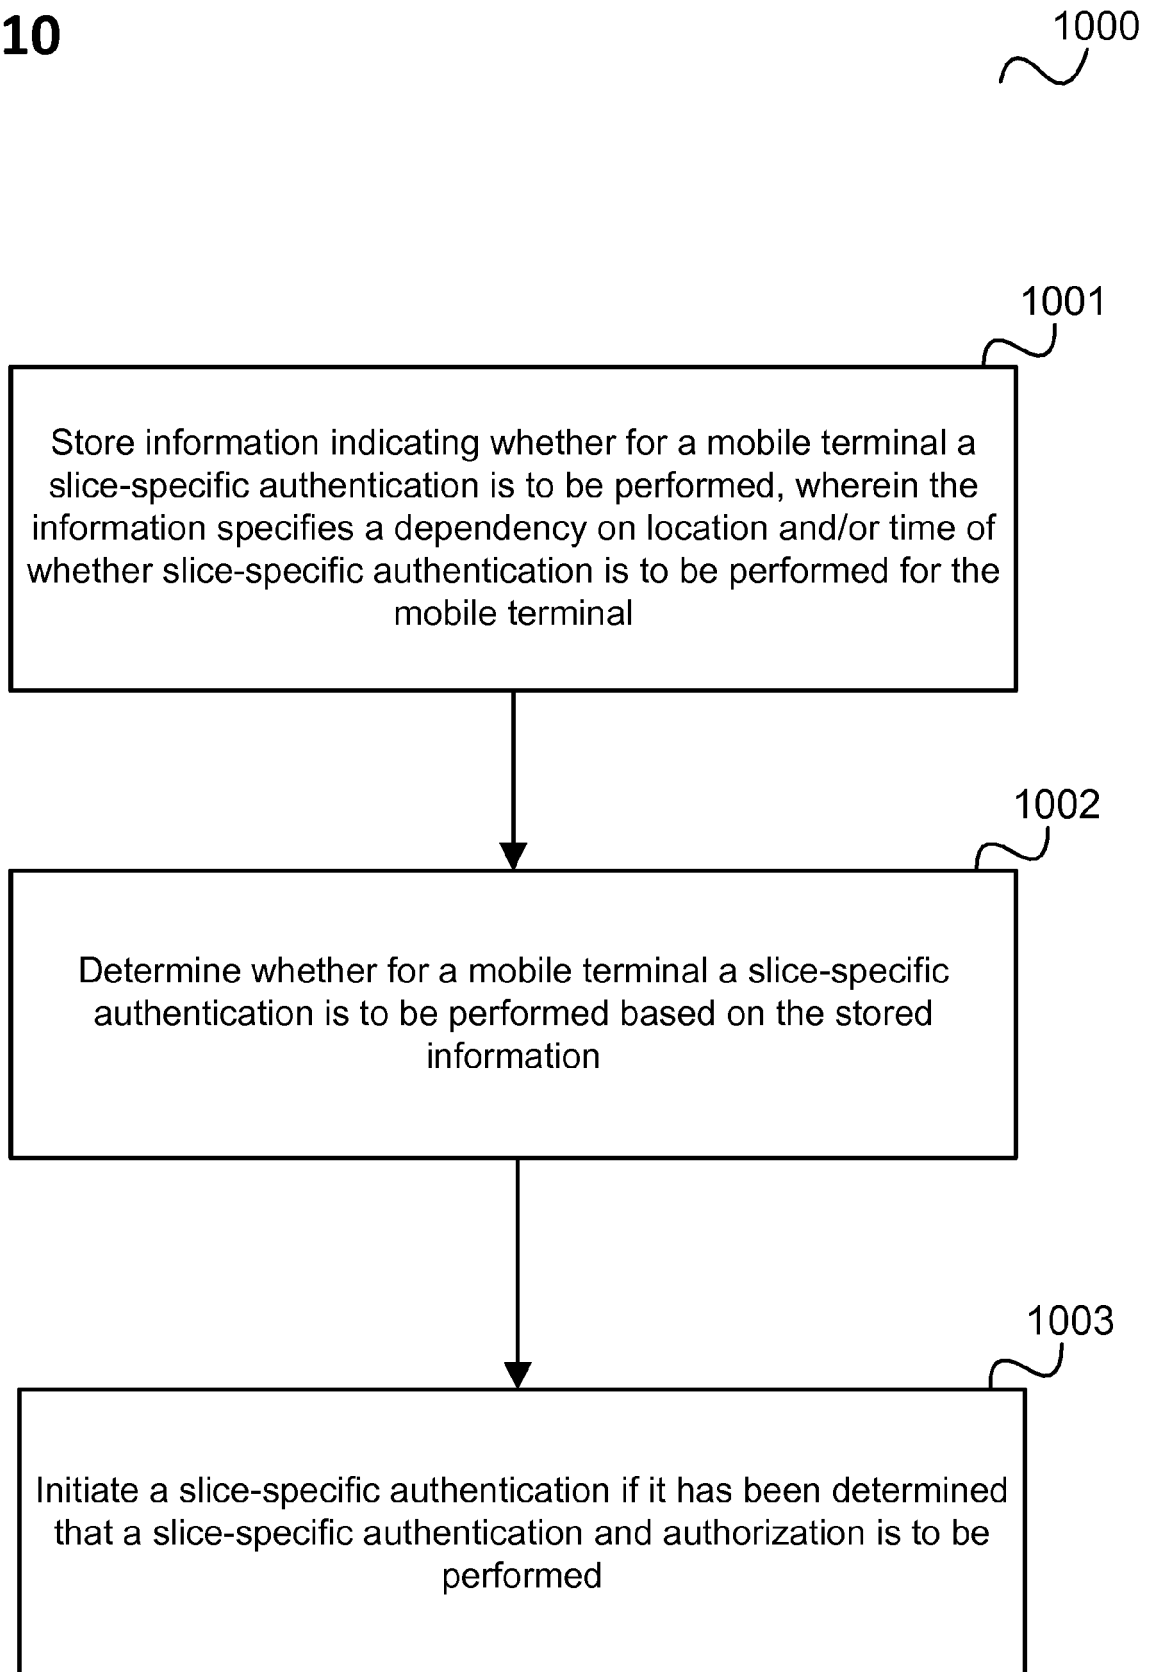 10
1000
1001
Store information indicating whether for a mobile terminal a
slice-specific authentication is to be performed, wherein the
information specifies a dependency on location and/or time of
whether slice-specific authentication is to be performed for the
mobile terminal
1002
Determine whether for a mobile terminal a slice-specific
authentication is to be performed based on the stored
information
1003
Initiate a slice-specific authentication if it has been determined
that a slice-specific authentication and authorization is to be
performed